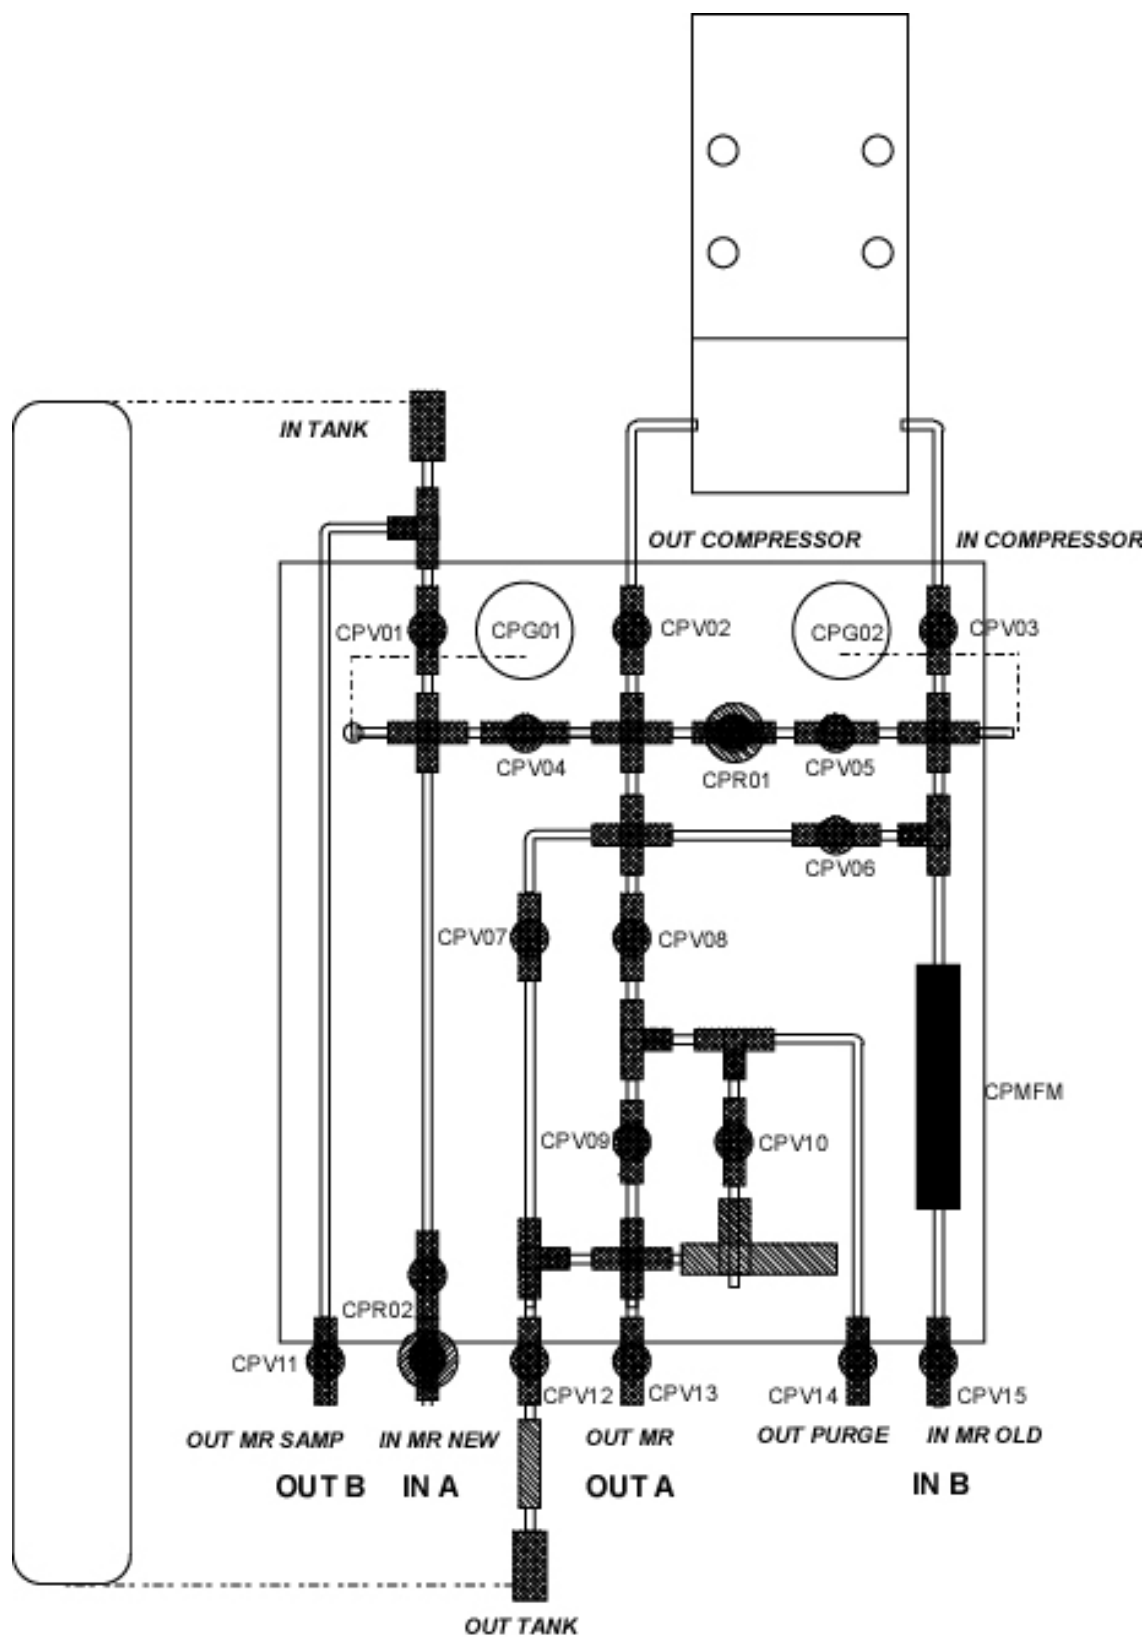 IN TANK
OUT COMPRESSOR
IN COMPRESSOR
CPV01
CPG01
CPV02
CPG02
CPV03
CPV04
CPR01
CPV05
CPV06
CPV07
CPV08
CPMFM
CPV09
CPV10
CPR02
CPV11
CPV12
CPV13
CPV14
CPV15
OUT MR SAMP
IN MR NEW
OUT MR
OUT PURGE
IN MR OLD
OUT B
IN A
OUT A
IN B
OUT TANK